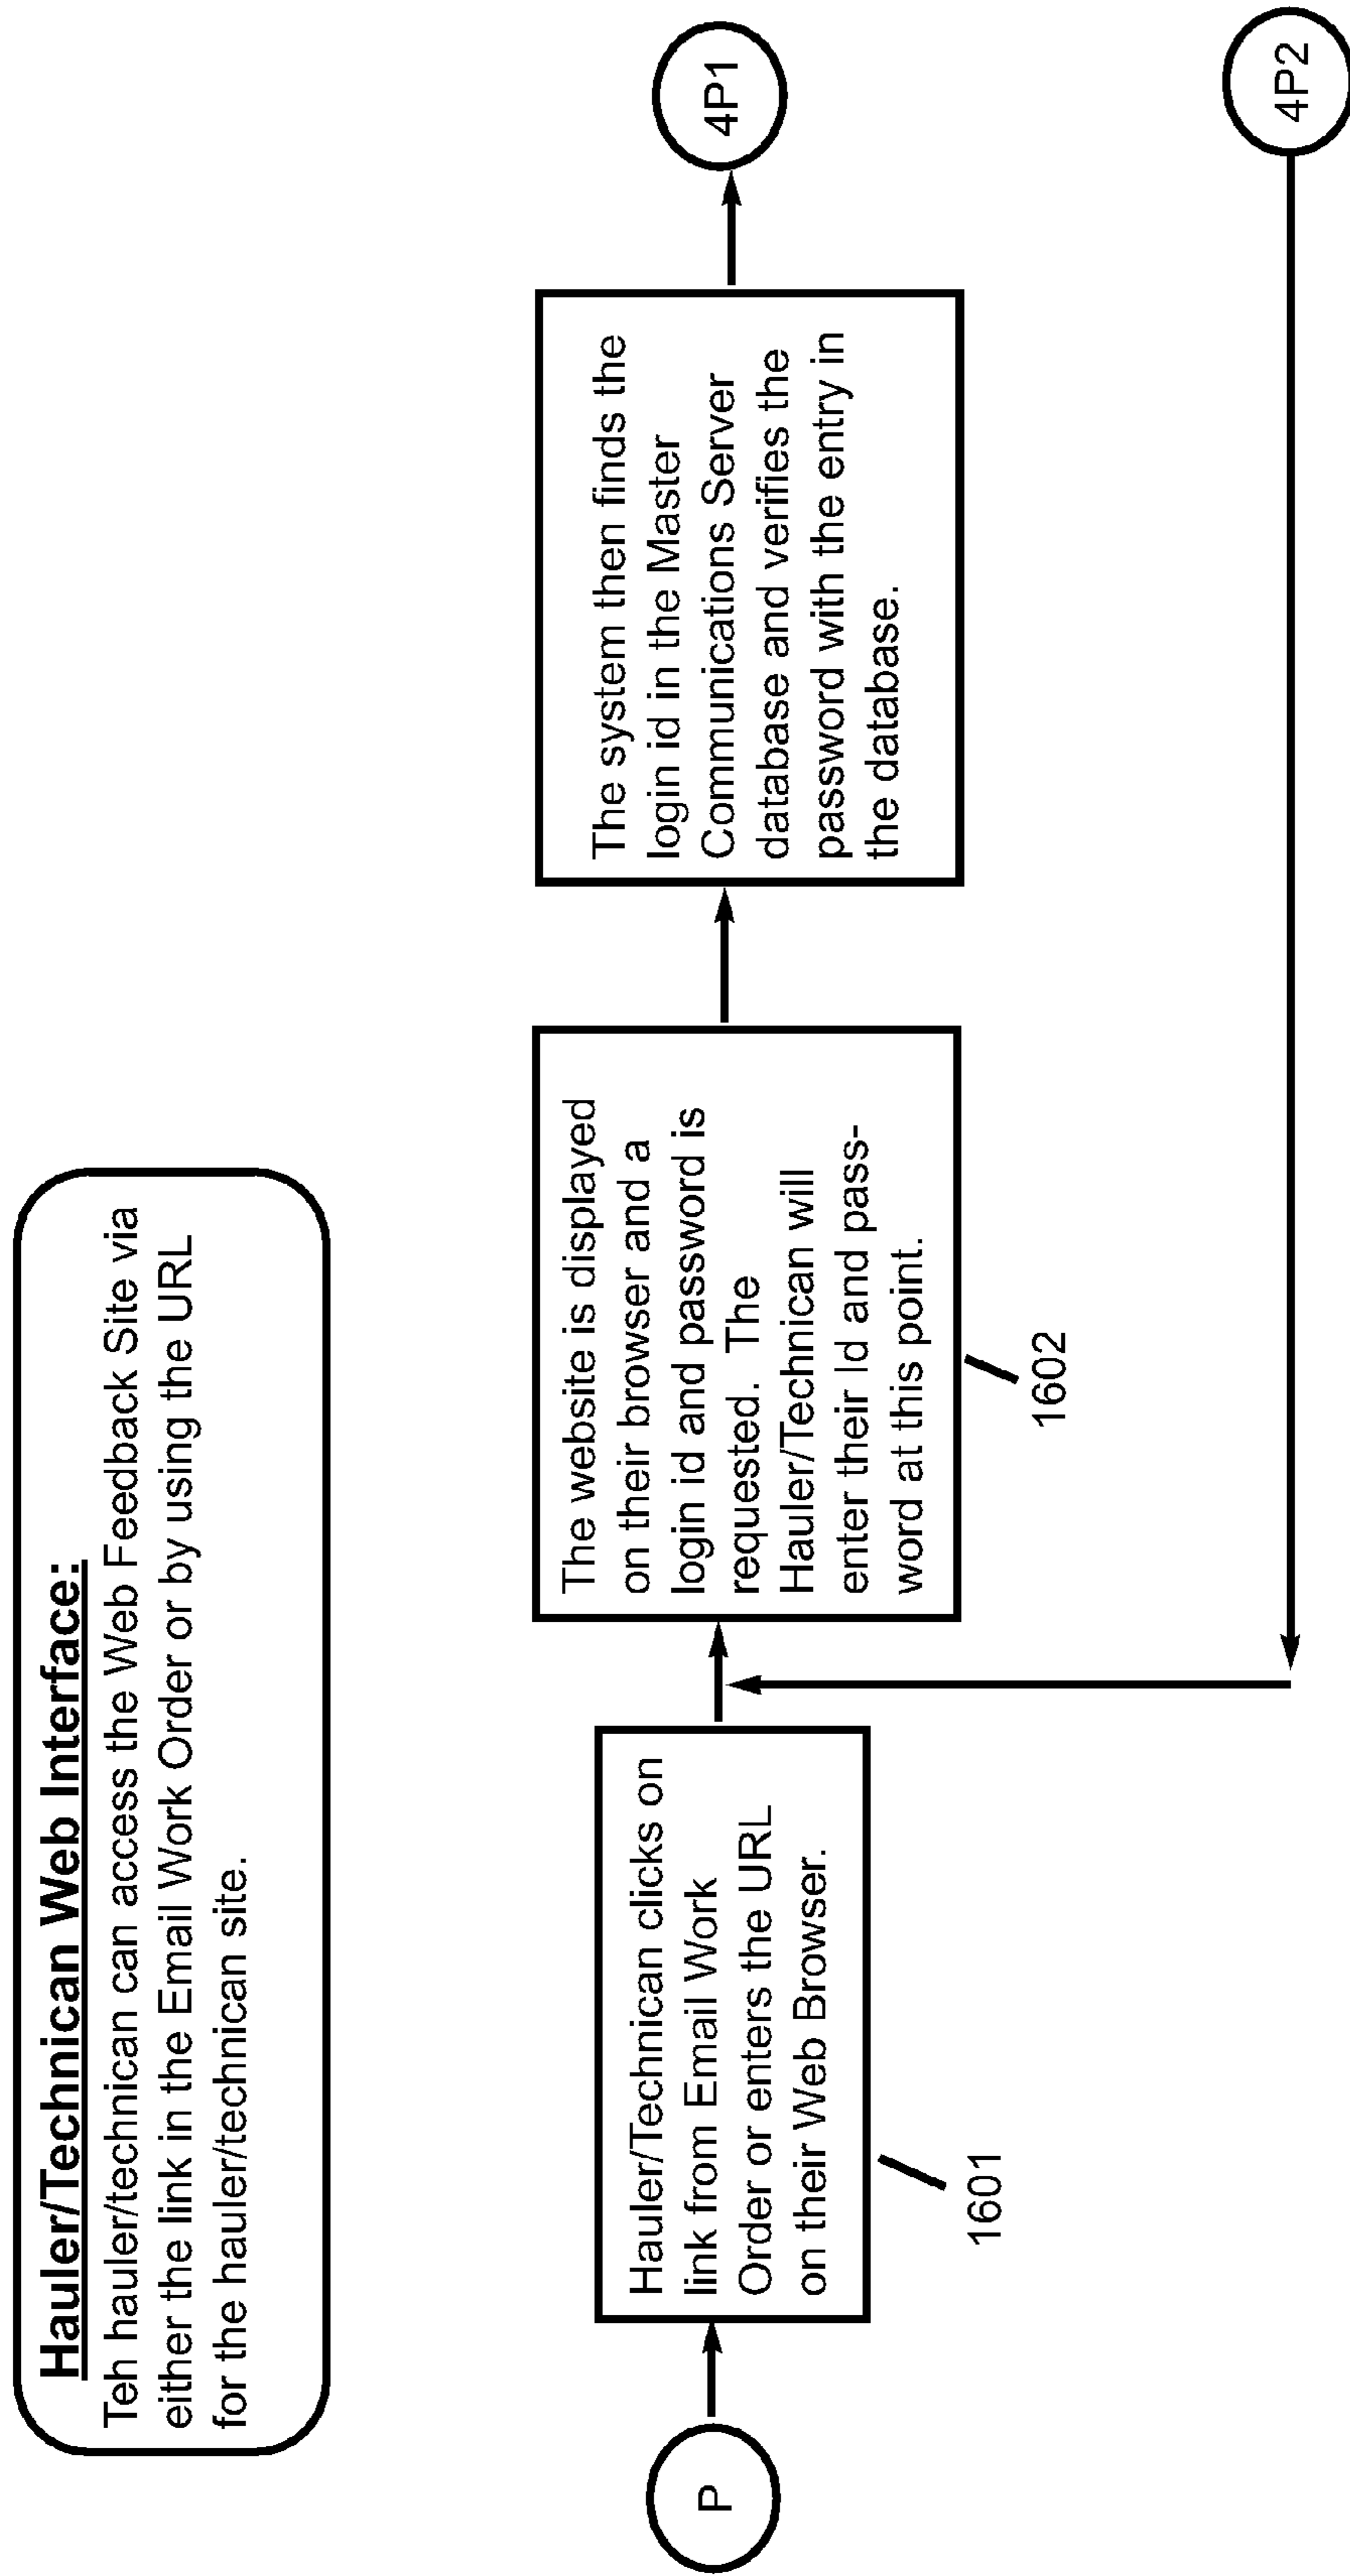 Hauler/Technican Web Interface:
Teh hauler/technican can access the Web Feedback Site via
either the link in the Email Work Order or by using the URL
for the hauler/technican site.
P
Hauler/Technican clicks on
link from Email Work
Order or enters the URL
on their Web Browser.
1601
The website is displayed
on their browser and a
login id and password is
requested. The
Hauler/Technican will
enter their Id and pass-
word at this point.
1602
The system then finds the
login id in the Master
Communications Server
database and verifies the
password with the entry in
the database.
4P1
4P2